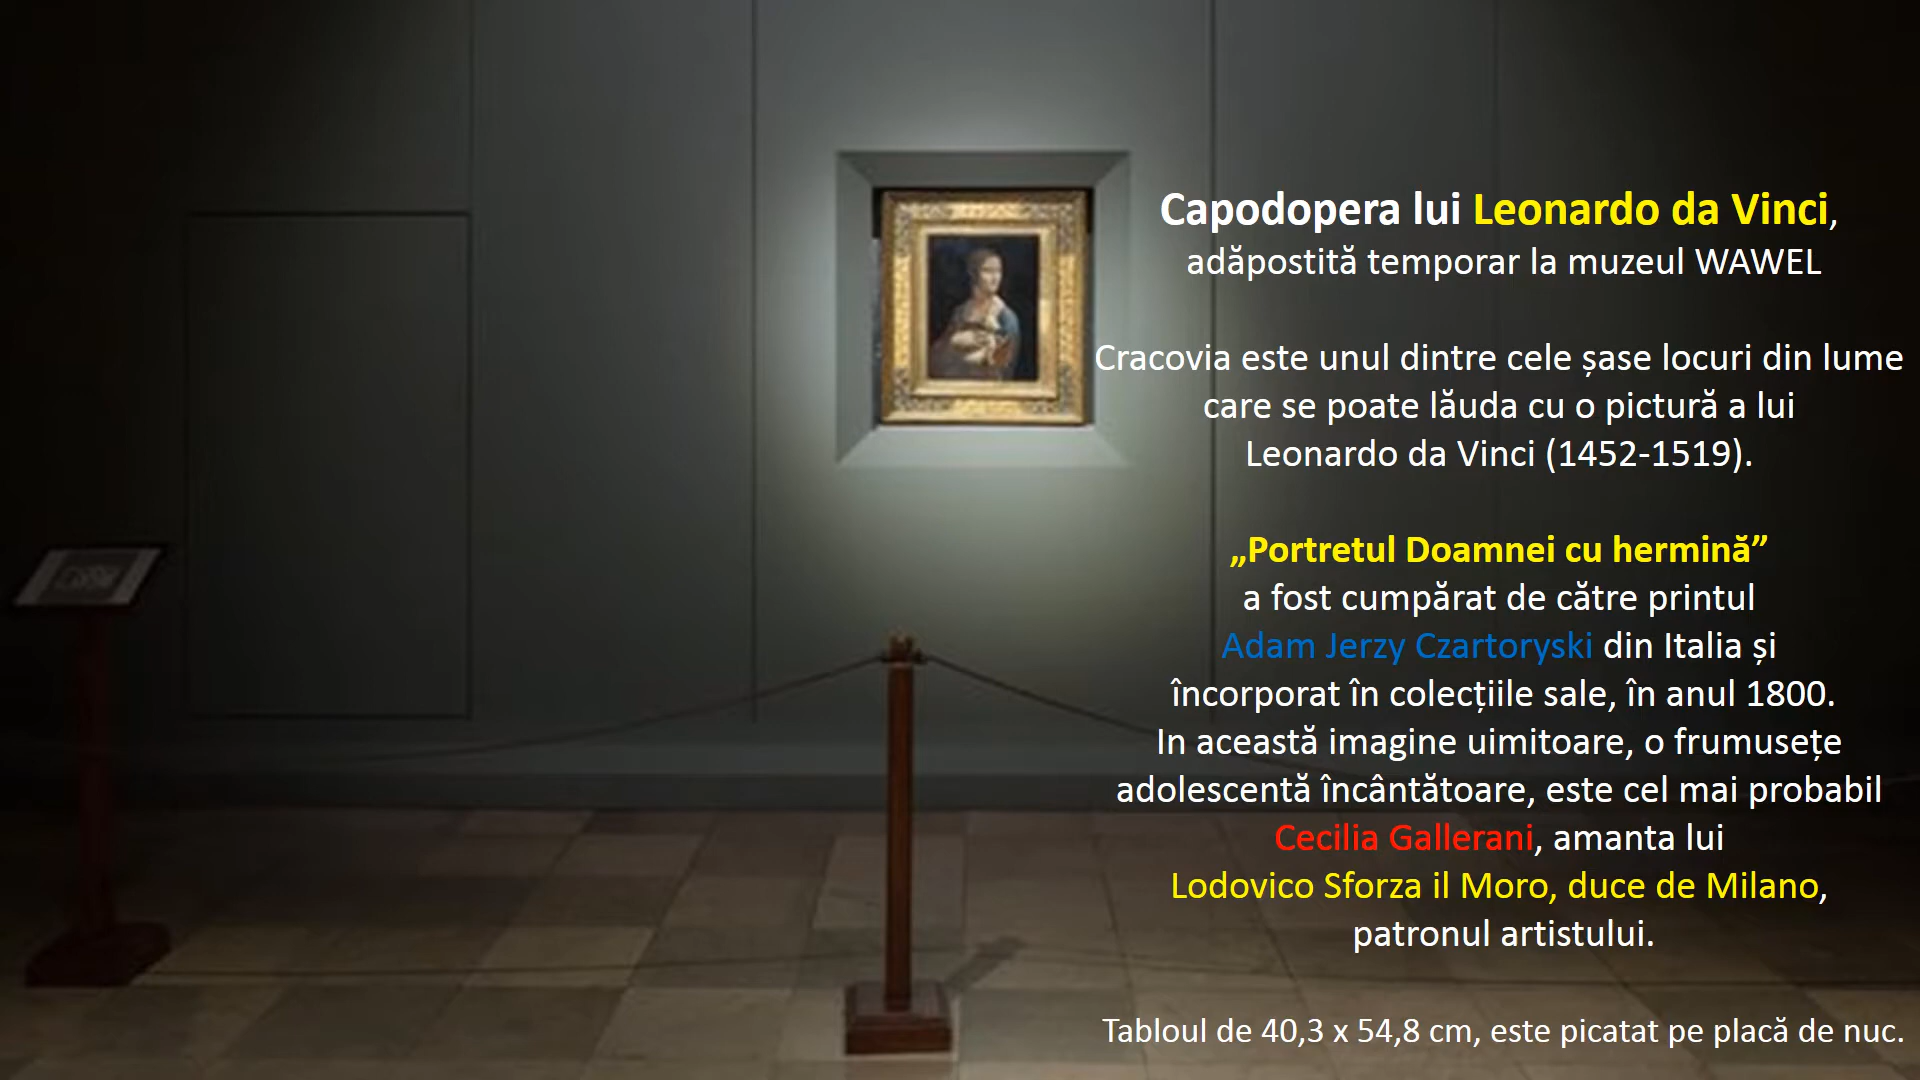 Capodopera lui Leonardo da Vinci,
adăpostită temporar la muzeul WAWEL
Cracovia este unul dintre cele șase locuri din lume
care se poate lăuda cu o pictură a lui
Leonardo da Vinci (1452-1519).
„Portretul Doamnei cu hermină”
a fost cumpărat de către printul
Adam Jerzy Czartoryski din Italia și
încorporat în colecțiile sale, în anul 1800.
In această imagine uimitoare, o frumusețe
adolescentă încântătoare, este cel mai probabil
Cecilia Gallerani, amanta lui
Lodovico Sforza il Moro, duce de Milano,
patronul artistului.
Tabloul de 40,3 x 54,8 cm, este picatat pe placă de nuc.